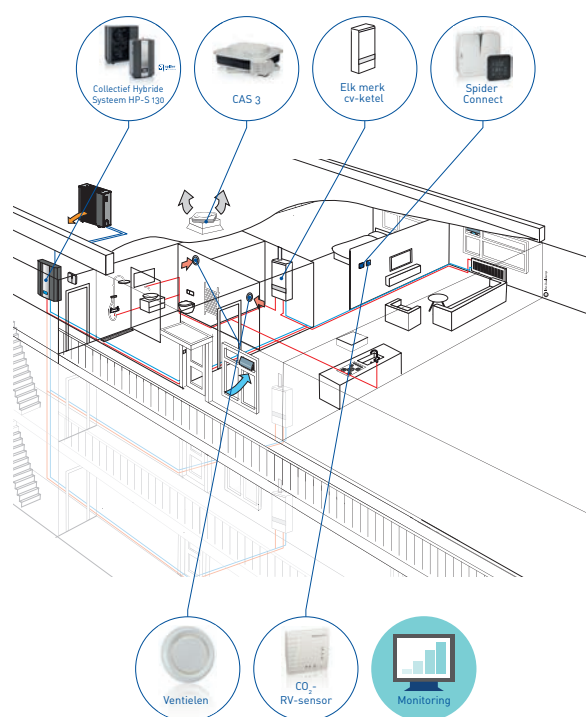 Collectief Hybride
Systeem HP-S 130
CAS 3
Elk merk
cv-ketel
Spider
Connect
Ventielen
CO₂-
RV-sensor
Monitoring